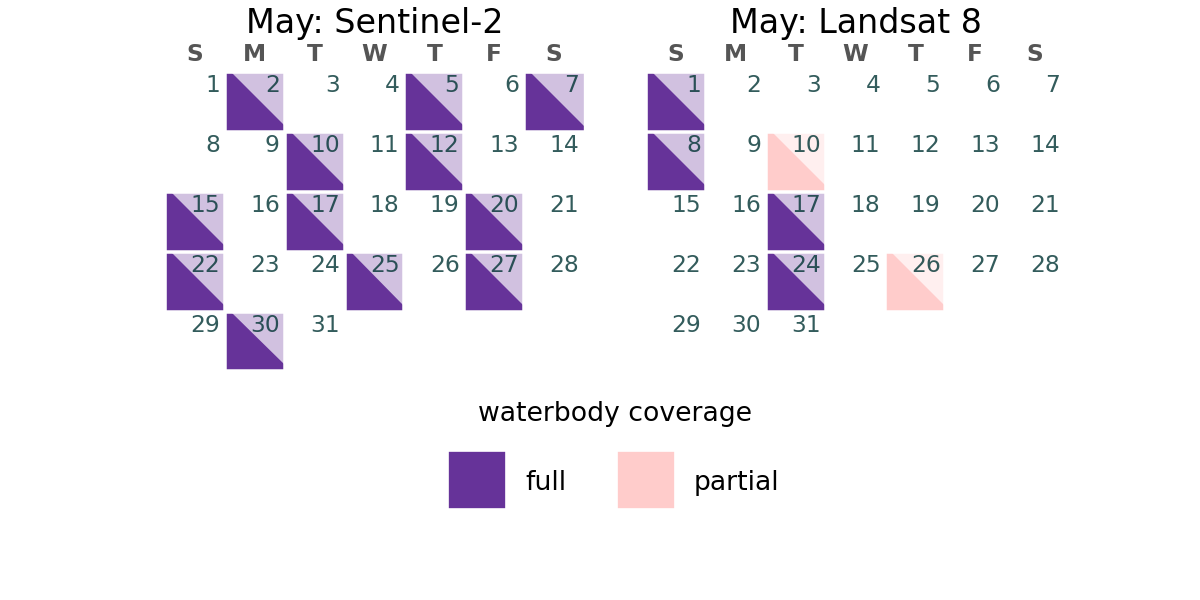 May: Sentinel-2
S M T W T F S
1 2 3 4 5 6 7
8 9 10 11 12 13 14
15 16 17 18 19 20 21
22 23 24 25 26 27 28
29 30 31
May: Landsat 8
S M T W T F S
1 2 3 4 5 6 7
8 9 10 11 12 13 14
15 16 17 18 19 20 21
22 23 24 25 26 27 28
29 30 31
waterbody coverage
full
partial